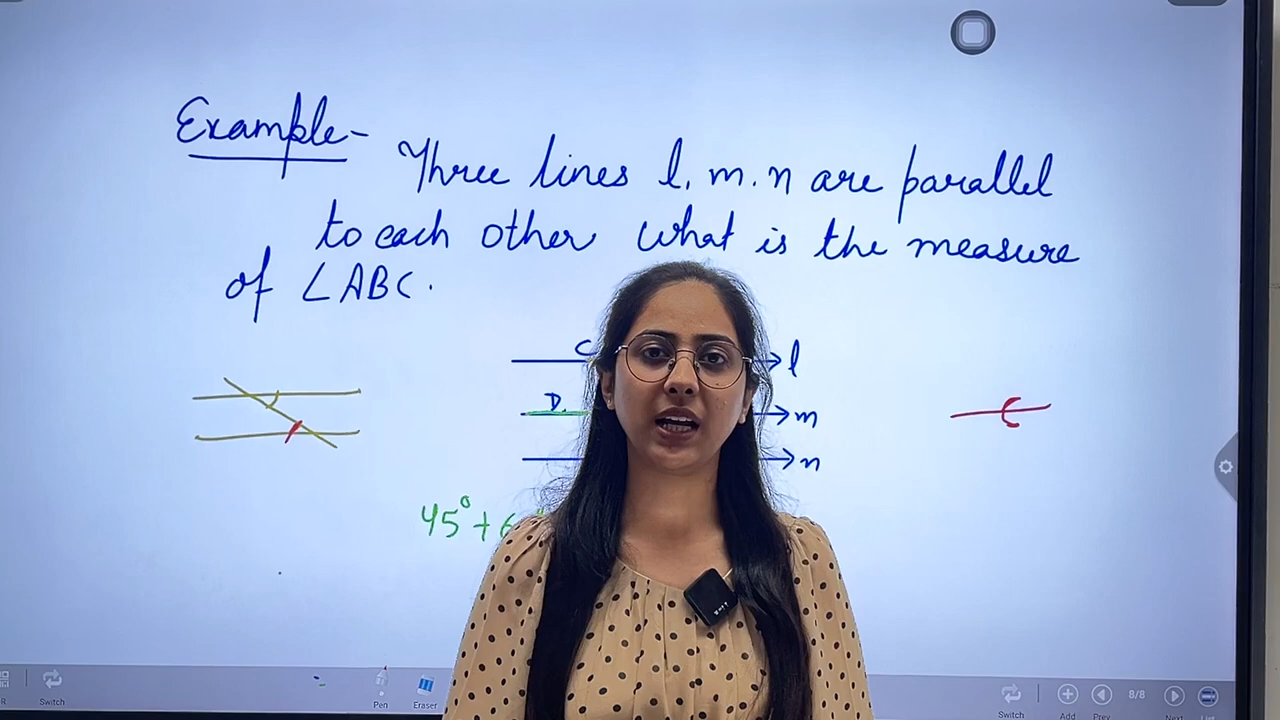 Example-
Three lines l, m. n are parallel
to each other what is the measure
of ∠ABC.
C
l
D.
m
n
45°+6
Switch
Pen
Eraser
Switch
Add
Prev
8/8
Next